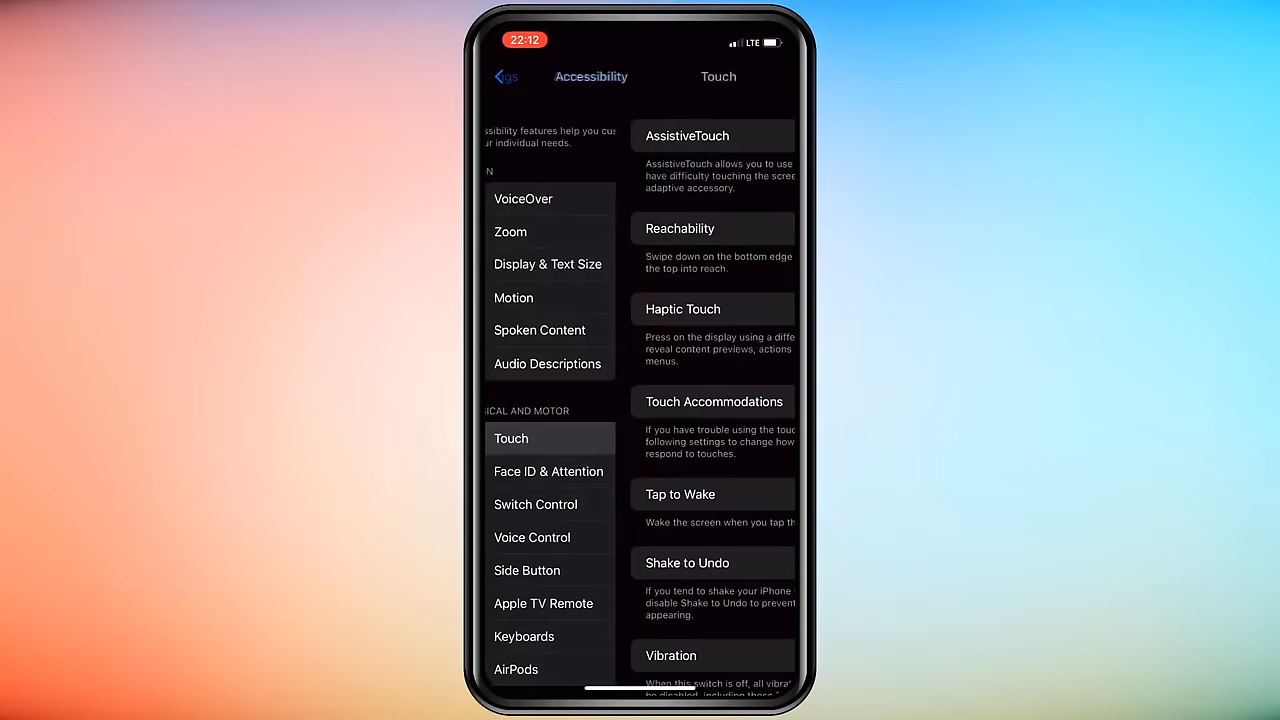 22:12
LTE
Accessibility
Touch
cus
ur individual needs.
VoiceOver
Zoom
Display & Text Size
Motion
Spoken Content
Audio Descriptions
AND MOTOR
Touch
Face ID & Attention
Switch Control
Voice Control
Side Button
Apple TV Remote
Keyboards
AirPods
AssistiveTouch
AssistiveTouch allows you to use
have difficulty touching the scree
adaptive accessory.
Reachability
Swipe down on the bottom edge
the top into reach.
Haptic Touch
Press on the display using a diffe
reveal content previews, actions
menus.
Touch Accommodations
If you have trouble using the touc
following settings to change how
respond to touches.
Tap to Wake
Wake the screen when you tap th
Shake to Undo
If you tend to shake your iPhone
disable Shake to Undo to prevent
appearing.
Vibration
When this switch is off, all vibra
be disabled, including those